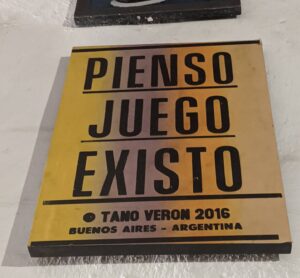 PIENSO
JUEGO
EXISTO
TANO VERON 2016
BUENOS AIRES - ARGENTINA